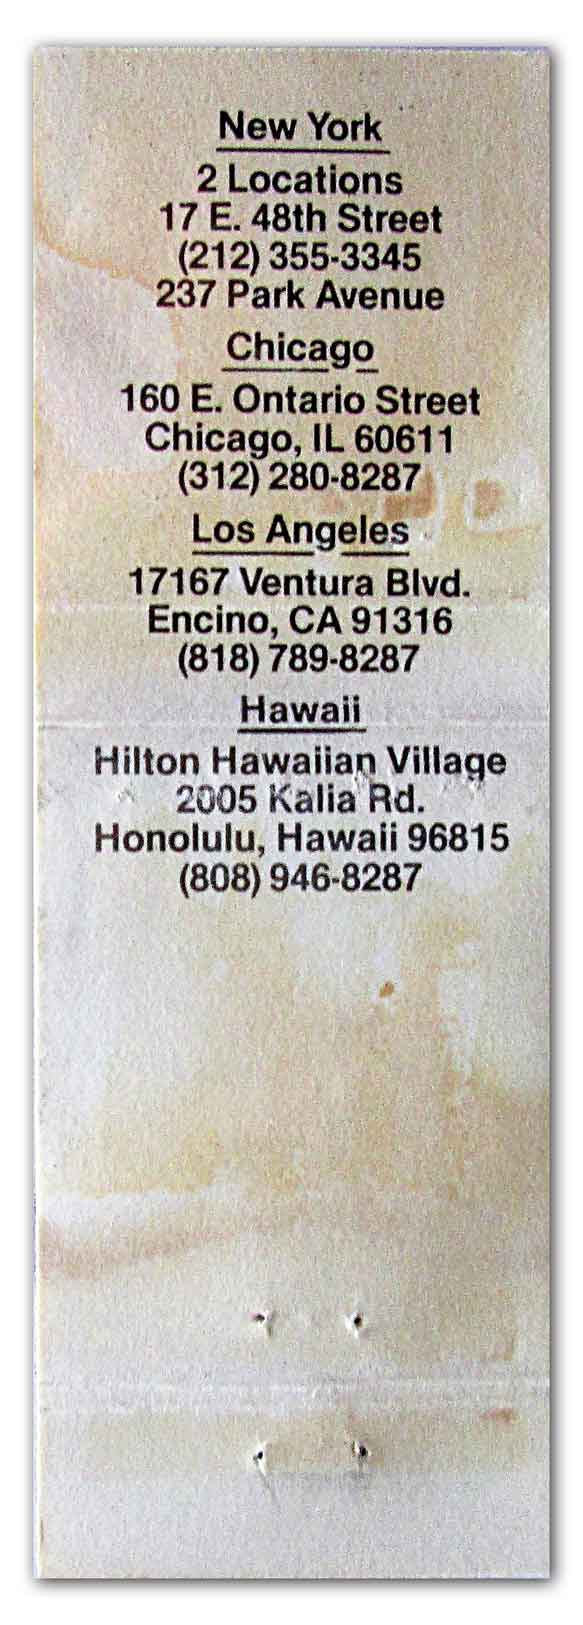 New York
2 Locations
17 E. 48th Street
(212) 355-3345
237 Park Avenue
Chicago
160 E. Ontario Street
Chicago, IL 60611
(312) 280-8287
Los Angeles
17167 Ventura Blvd.
Encino, CA 91316
(818) 789-8287
Hawaii
Hilton Hawaiian Village
2005 Kalia Rd.
Honolulu, Hawaii 96815
(808) 946-8287